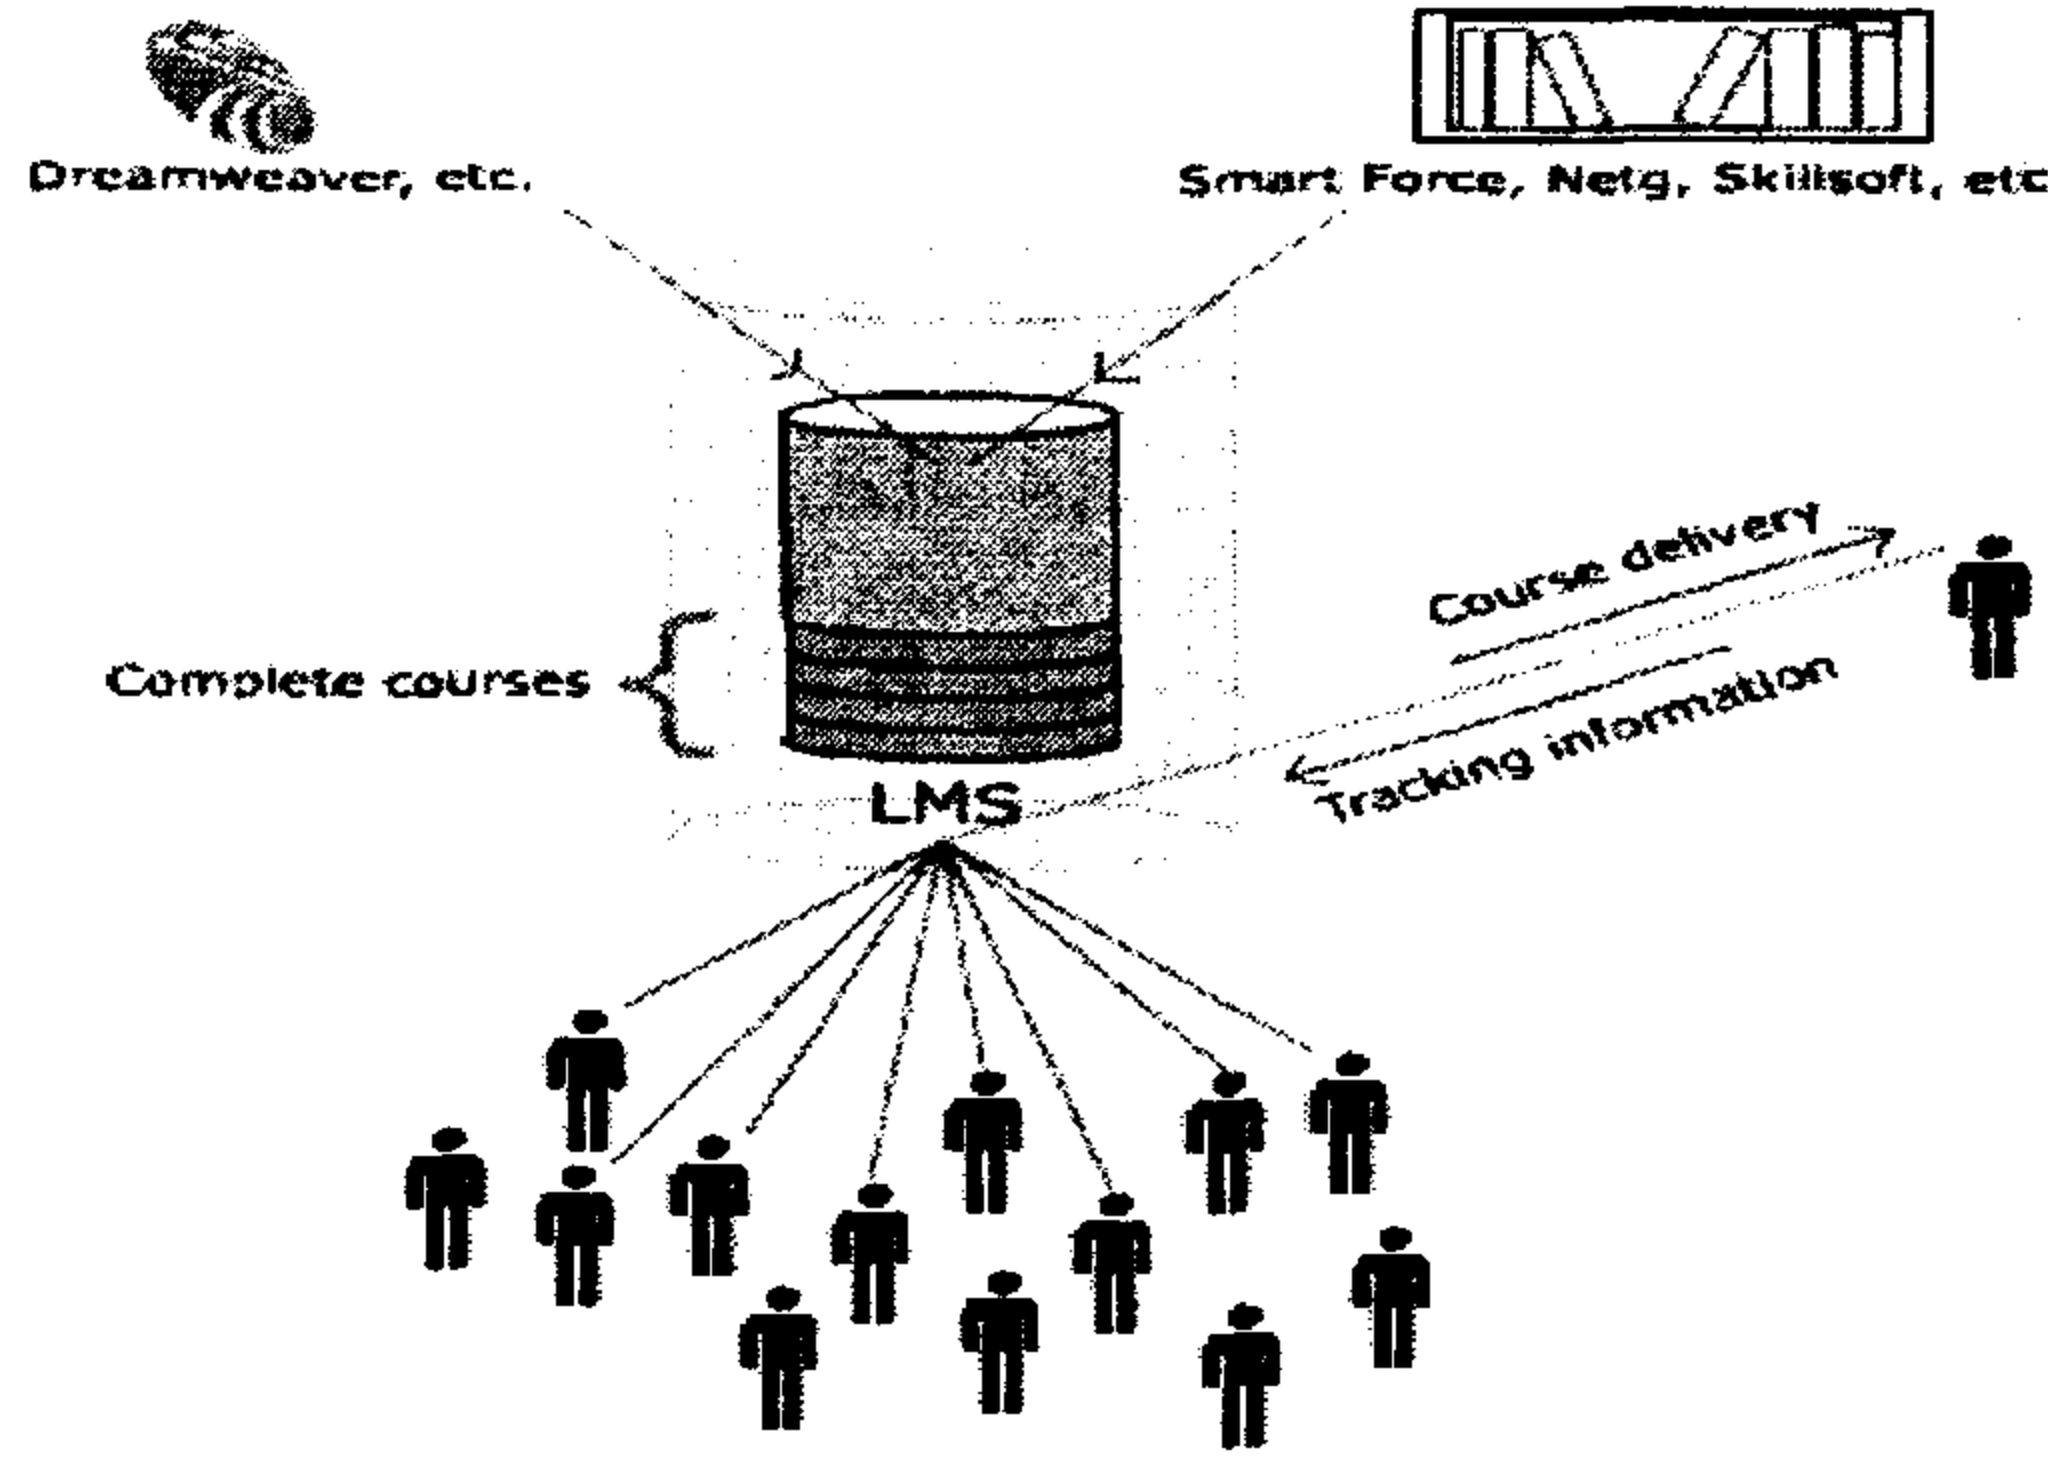 Dreamweaver, etc.
Smart Force, Netg, Skillsoft, etc
Course delivery
Complete courses
Tracking information
LMS